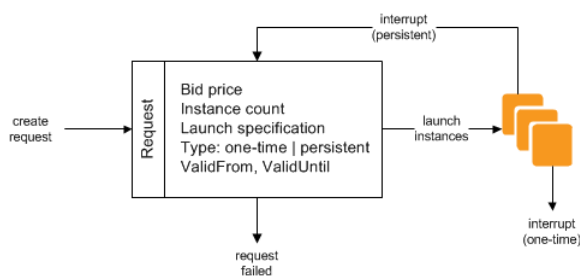 interrupt
(persistent)
create
request
Request
Bid price
Instance count
Launch specification
Type: one-time | persistent
ValidFrom, ValidUntil
launch
instances
request
failed
interrupt
(one-time)